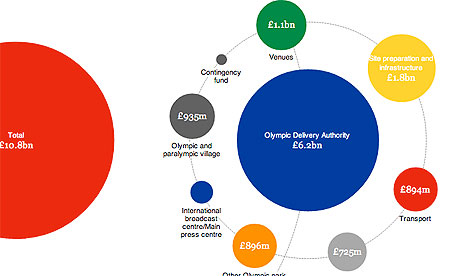 £1.1bn
Venues
Contingency
fund
Site preparation and
infrastructure
£1.8bn
£935m
Olympic and
paralympic village
Total
£10.8bn
Olympic Delivery Authority
£6.2bn
International
broadcast
centre/Main
press centre
£894m
Transport
£896m
Other Olympic park
£725m